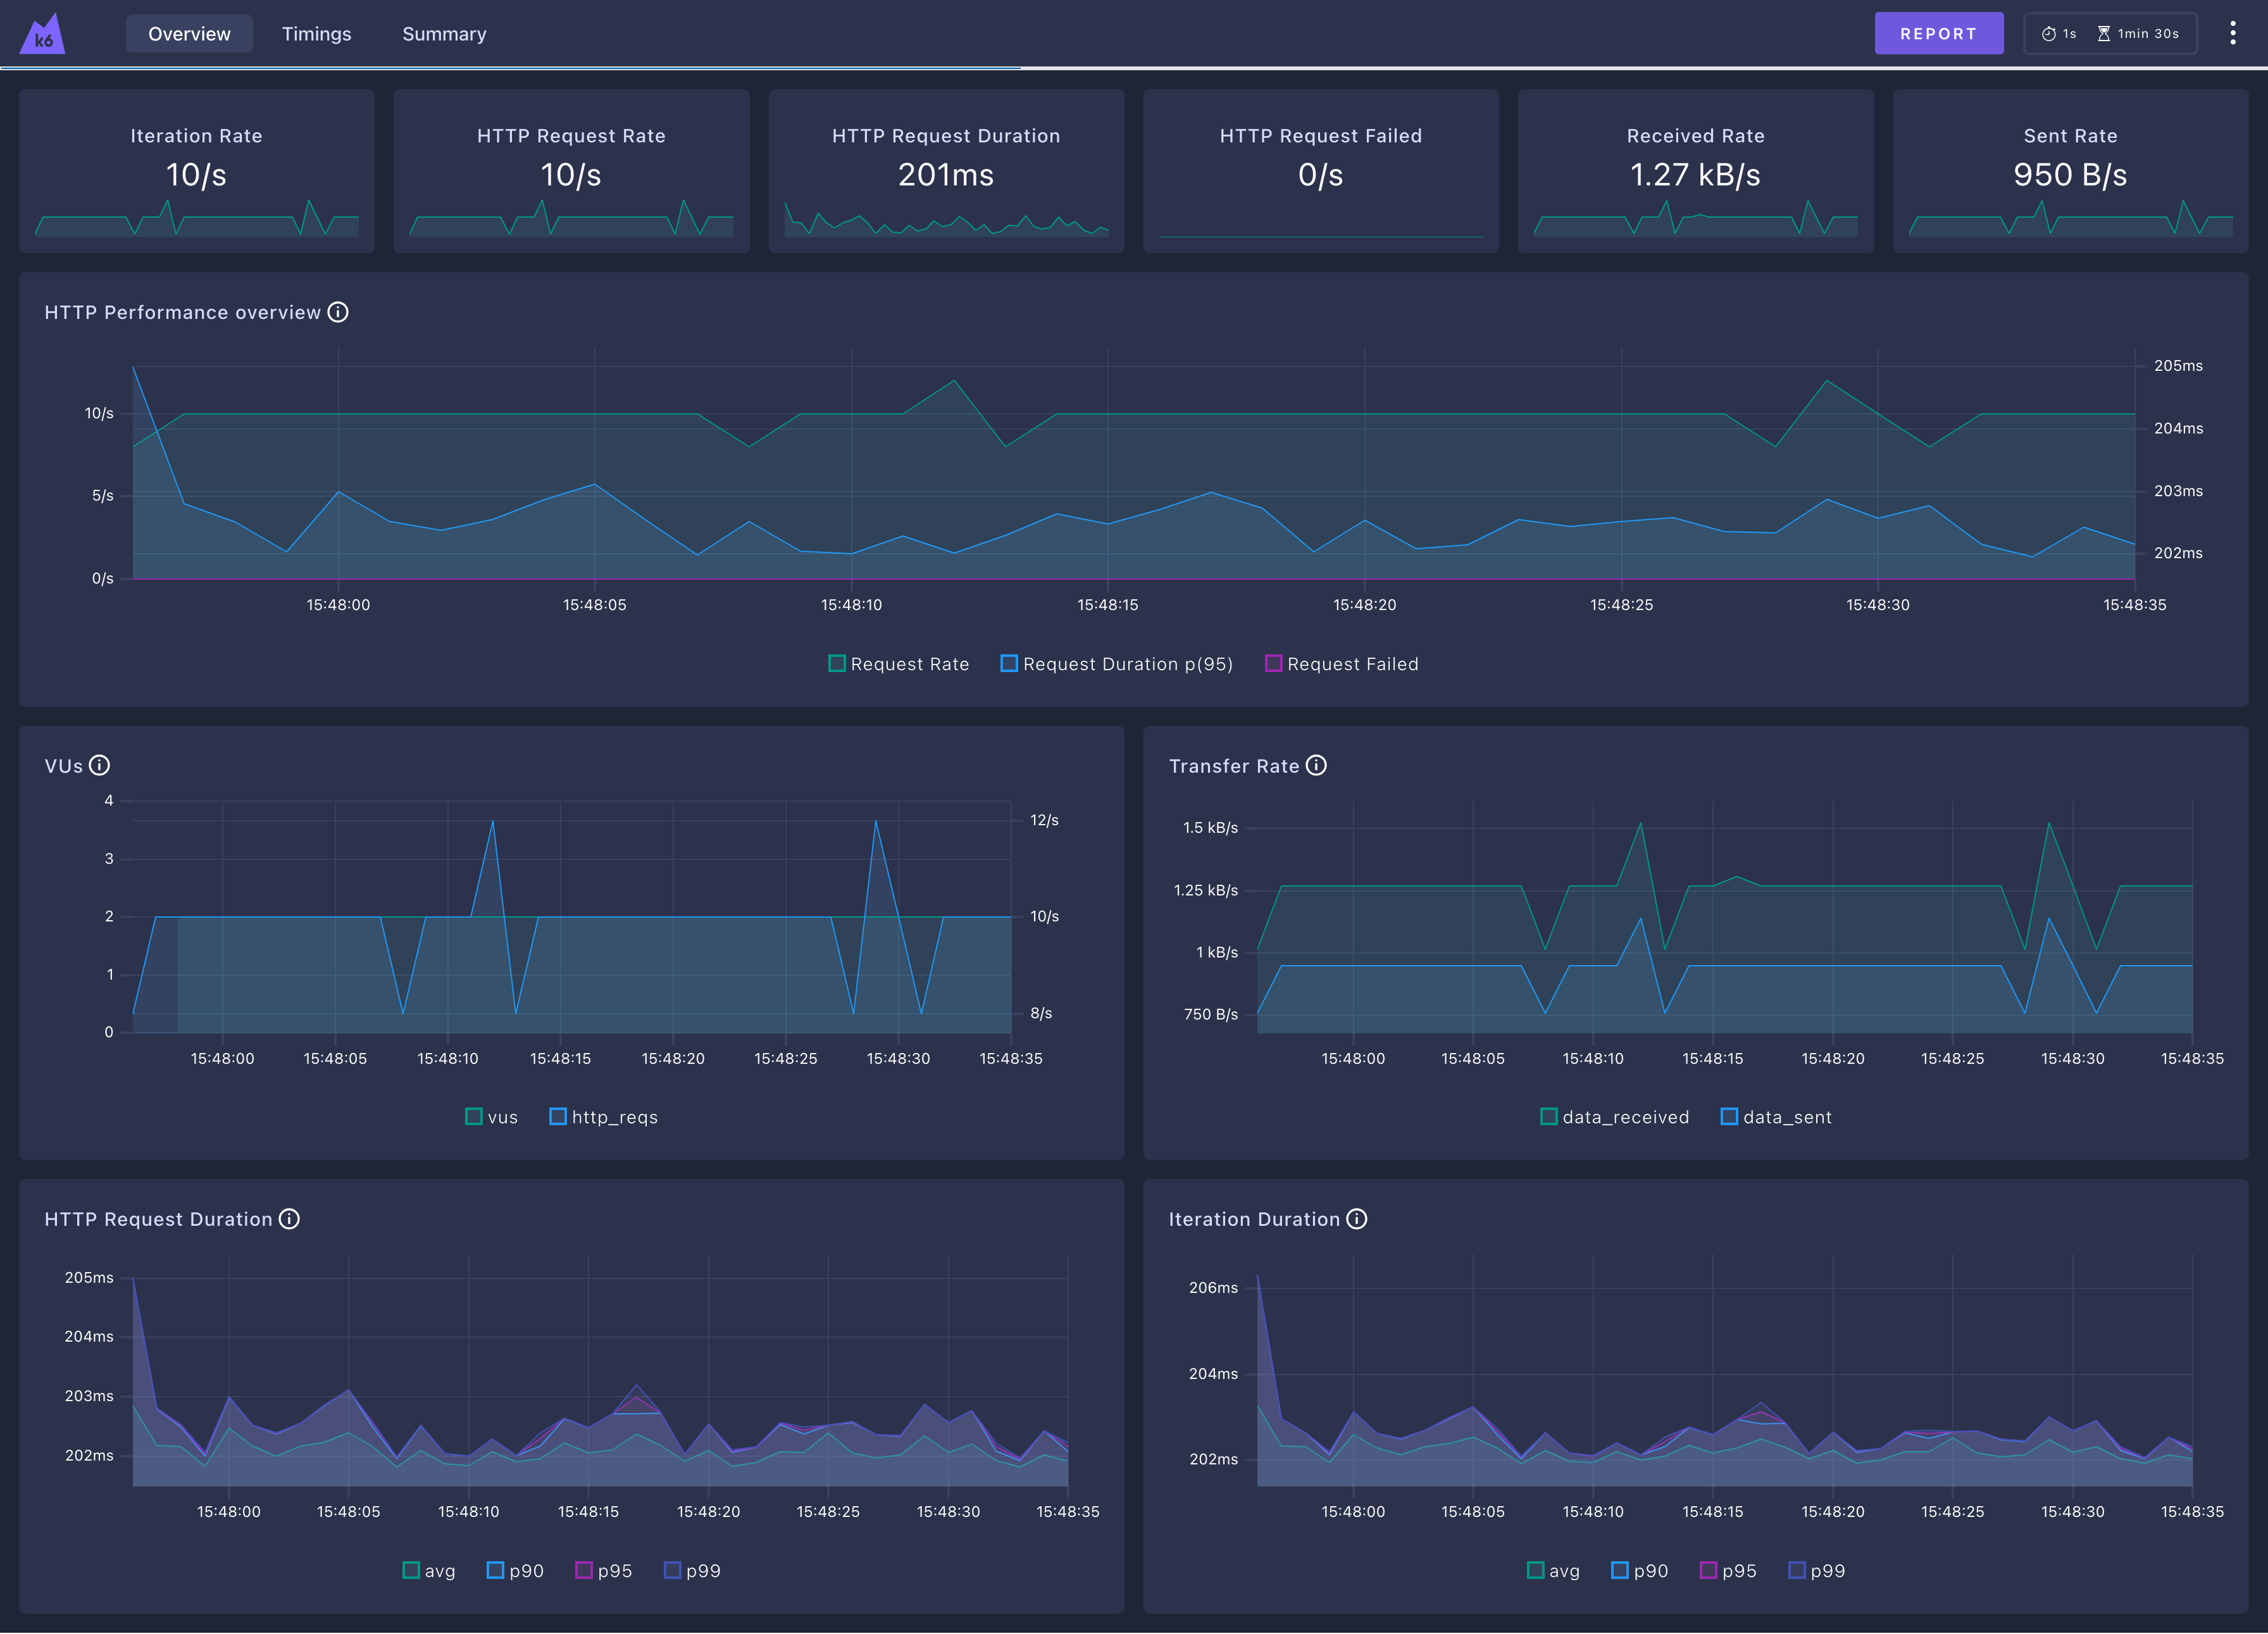 k6
Overview Timings Summary
REPORT 1s 1min 30s
Iteration Rate
10/s
HTTP Request Rate
10/s
HTTP Request Duration
201ms
HTTP Request Failed
0/s
Received Rate
1.27 kB/s
Sent Rate
950 B/s
HTTP Performance overview
10/s
5/s
0/s
205ms
204ms
203ms
202ms
15:48:00 15:48:05 15:48:10 15:48:15 15:48:20 15:48:25 15:48:30 15:48:35
Request Rate Request Duration p(95) Request Failed
VUs
4
3
2
1
0
12/s
10/s
8/s
15:48:00 15:48:05 15:48:10 15:48:15 15:48:20 15:48:25 15:48:30 15:48:35
vus http_reqs
Transfer Rate
1.5 kB/s
1.25 kB/s
1 kB/s
750 B/s
15:48:00 15:48:05 15:48:10 15:48:15 15:48:20 15:48:25 15:48:30 15:48:35
data_received data_sent
HTTP Request Duration
205ms
204ms
203ms
202ms
15:48:00 15:48:05 15:48:10 15:48:15 15:48:20 15:48:25 15:48:30 15:48:35
avg p90 p95 p99
Iteration Duration
206ms
204ms
202ms
15:48:00 15:48:05 15:48:10 15:48:15 15:48:20 15:48:25 15:48:30 15:48:35
avg p90 p95 p99